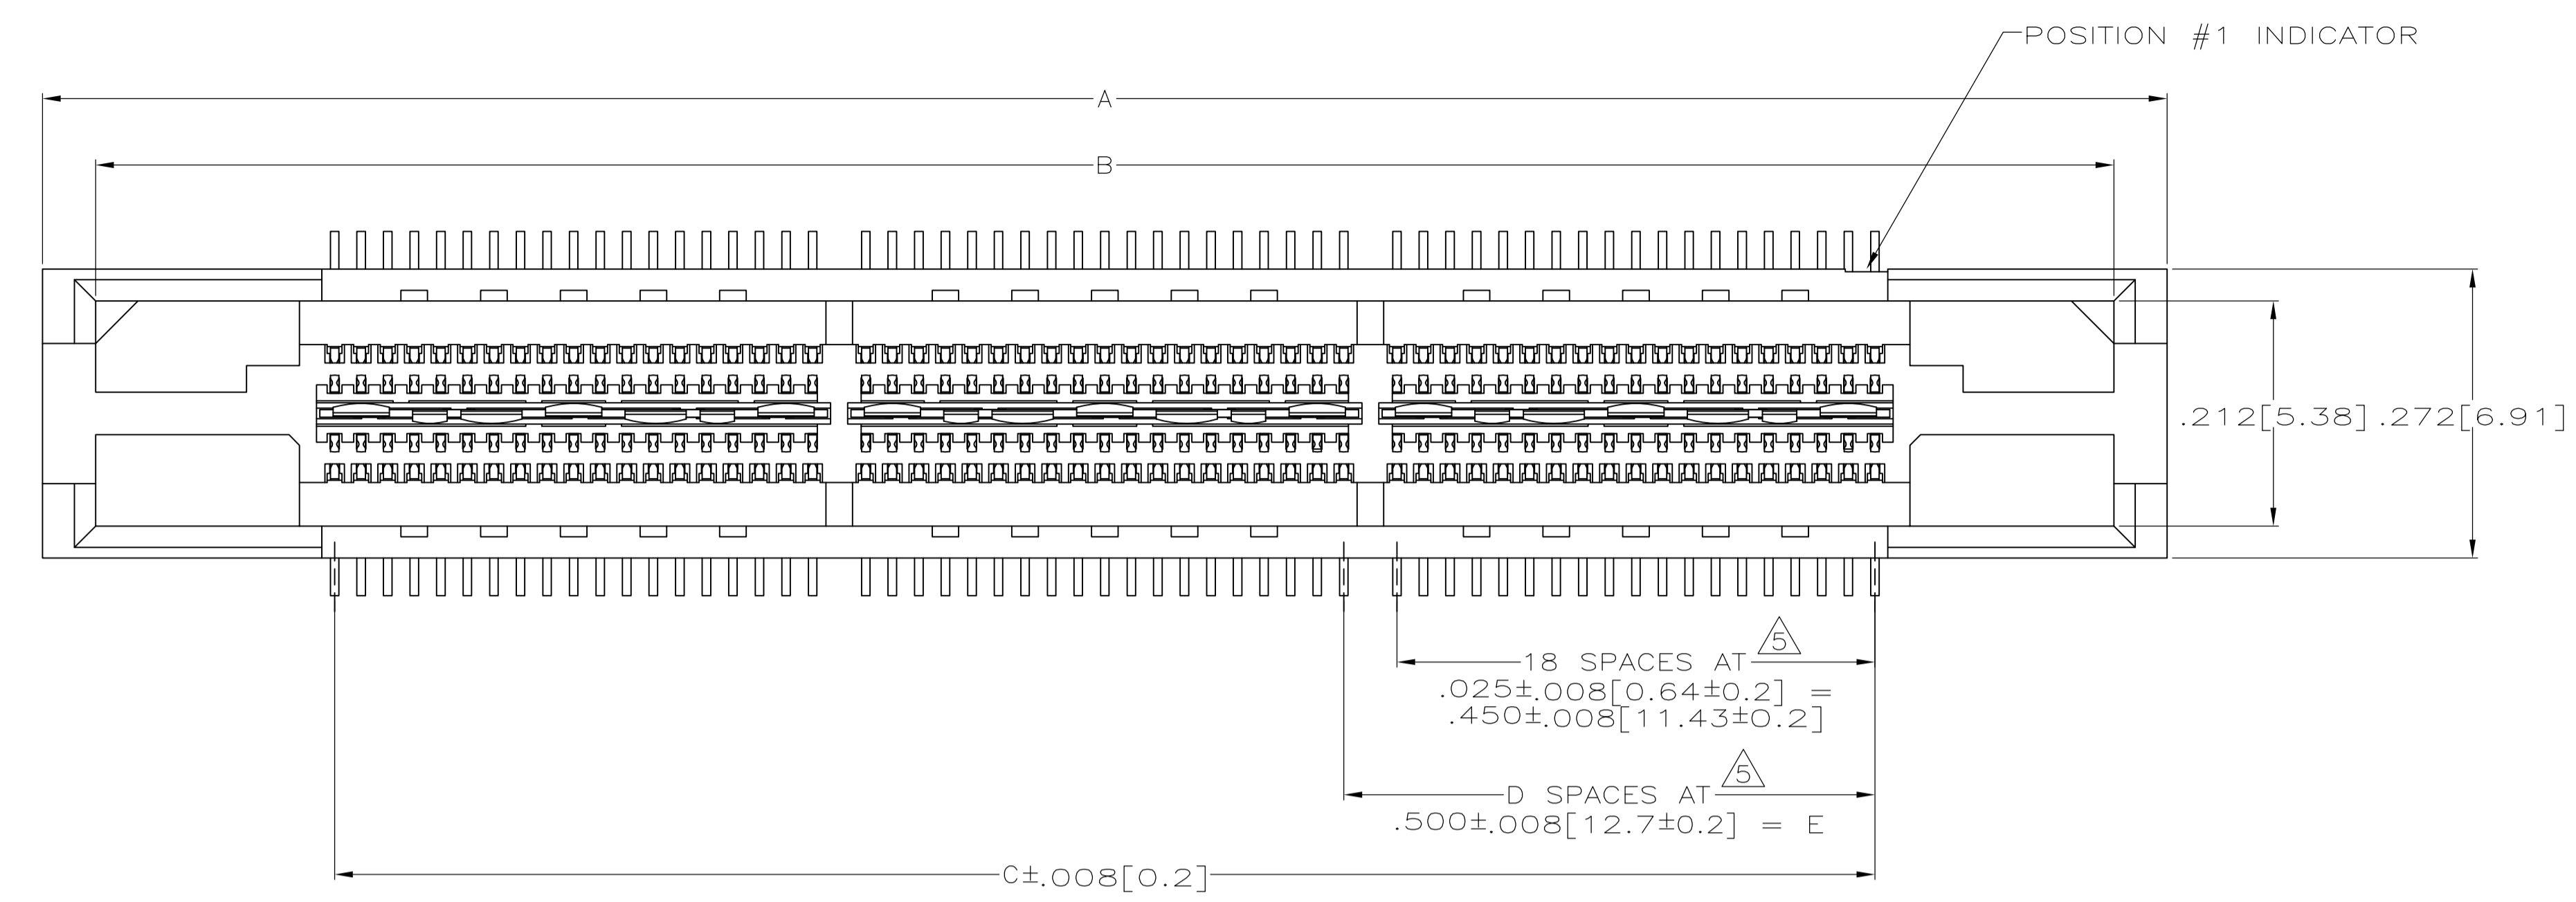 POSITION #1 INDICATOR
A
B
.212[5.38]
.272[6.91]
5
18 SPACES AT
.025±.008[0.64±0.2] =
.450±.008[11.43±0.2]
5
D SPACES AT
.500±.008[12.7±0.2] = E
C±.008[0.2]